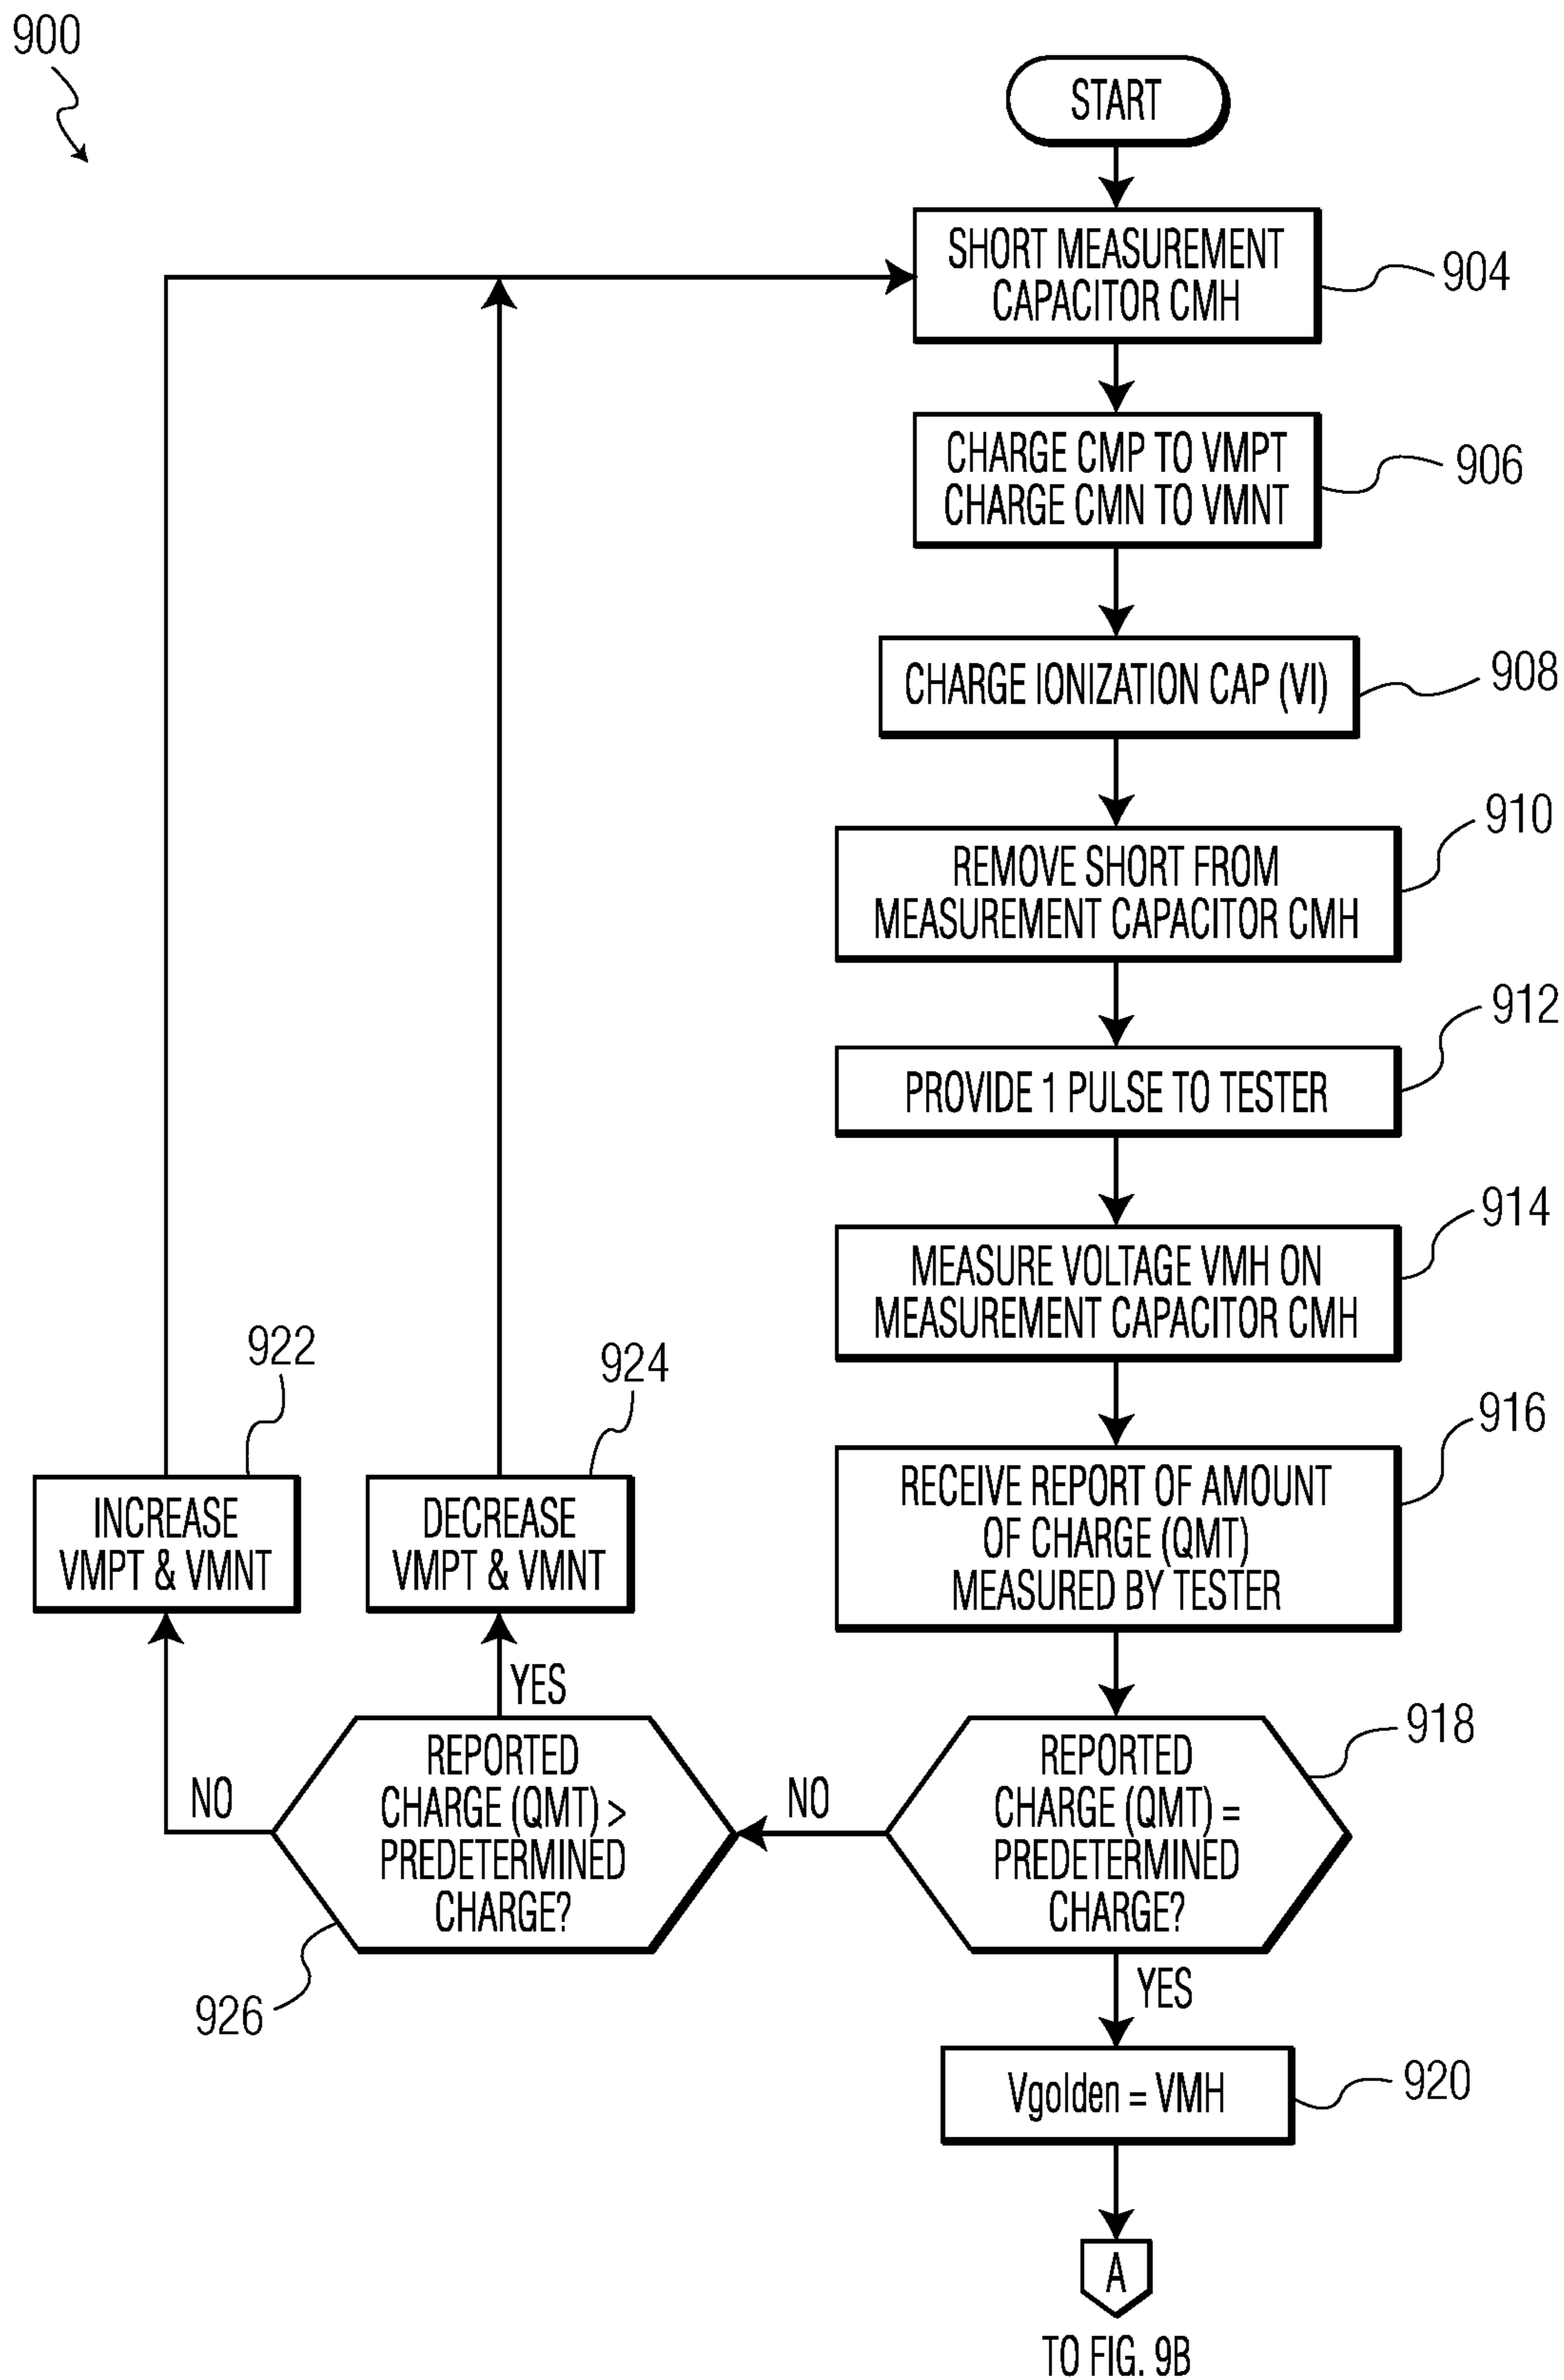 900
START
SHORT MEASUREMENT
CAPACITOR CMH
904
CHARGE CMP TO VMPT
CHARGE CMN TO VMNT
906
CHARGE IONIZATION CAP (VI)
908
REMOVE SHORT FROM
MEASUREMENT CAPACITOR CMH
910
PROVIDE 1 PULSE TO TESTER
912
MEASURE VOLTAGE VMH ON
MEASUREMENT CAPACITOR CMH
914
RECEIVE REPORT OF AMOUNT
OF CHARGE (QMT)
MEASURED BY TESTER
916
REPORTED
CHARGE (QMT) =
PREDETERMINED
CHARGE?
918
NO
YES
REPORTED
CHARGE (QMT) >
PREDETERMINED
CHARGE?
926
YES
NO
DECREASE
VMPT & VMNT
924
INCREASE
VMPT & VMNT
922
Vgolden = VMH
920
A
TO FIG. 9B